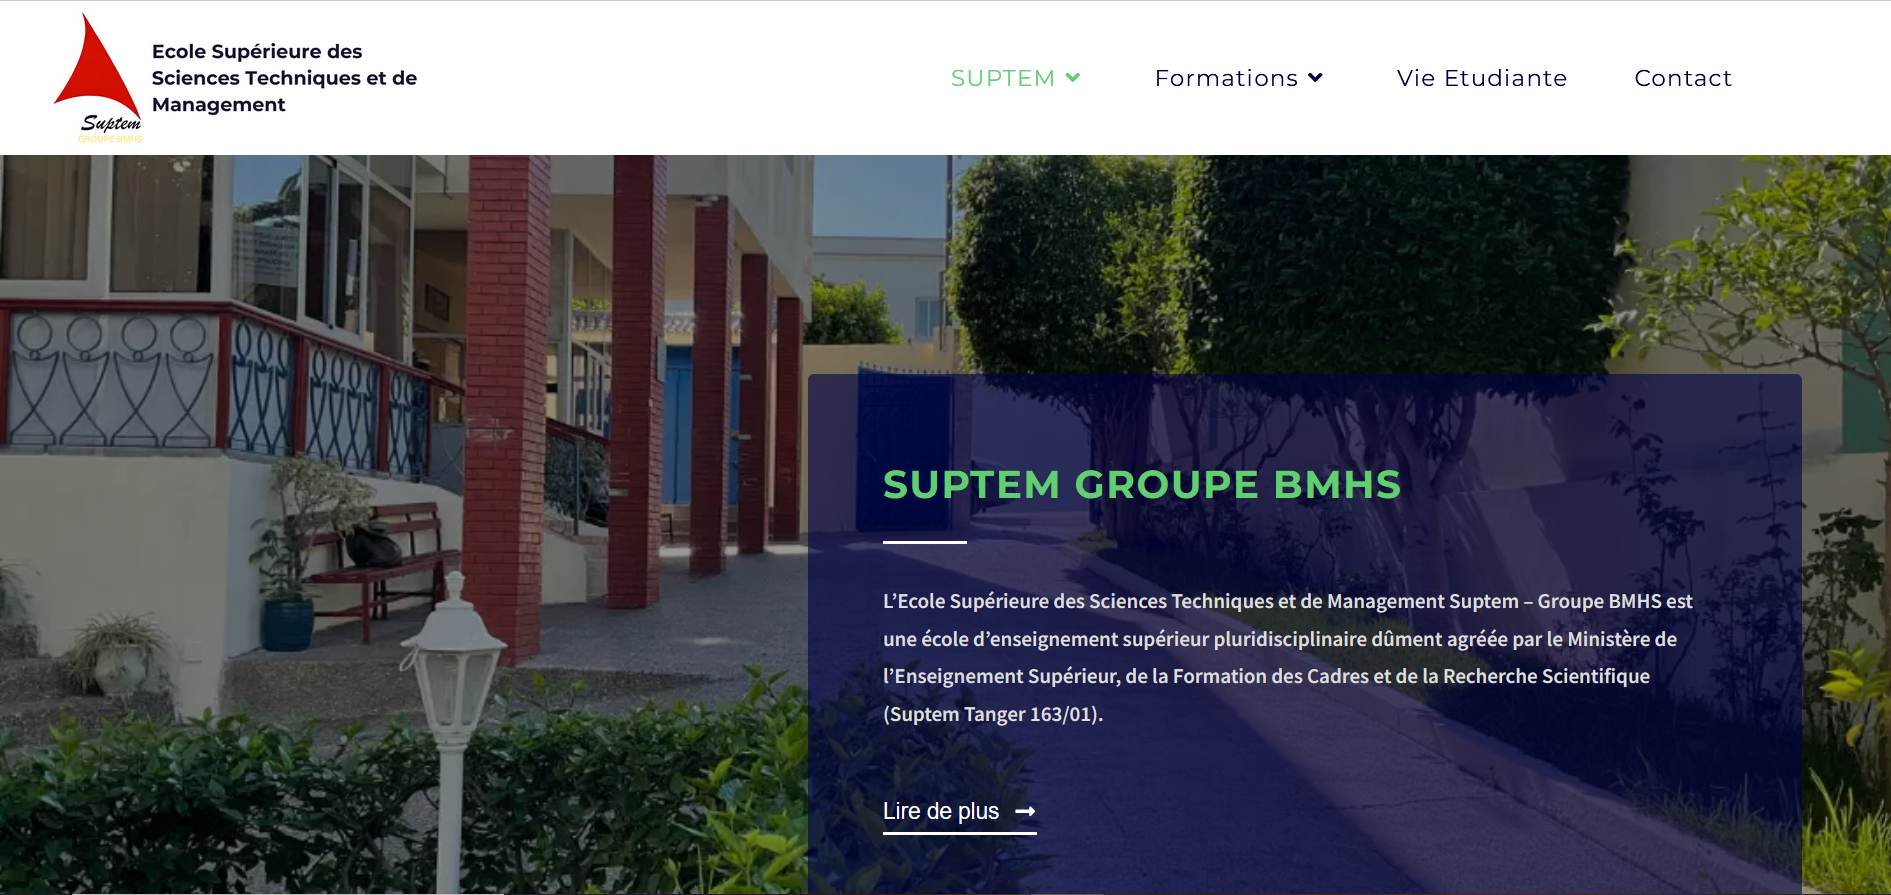 Ecole Supérieure des
Sciences Techniques et de
Management
Suptem
GROUPE BMHS
SUPTEM
Formations
Vie Etudiante
Contact
SUPTEM GROUPE BMHS
L’Ecole Supérieure des Sciences Techniques et de Management Suptem – Groupe BMHS est
une école d’enseignement supérieur pluridisciplinaire dûment agréée par le Ministère de
l’Enseignement Supérieur, de la Formation des Cadres et de la Recherche Scientifique
(Suptem Tanger 163/01).
Lire de plus